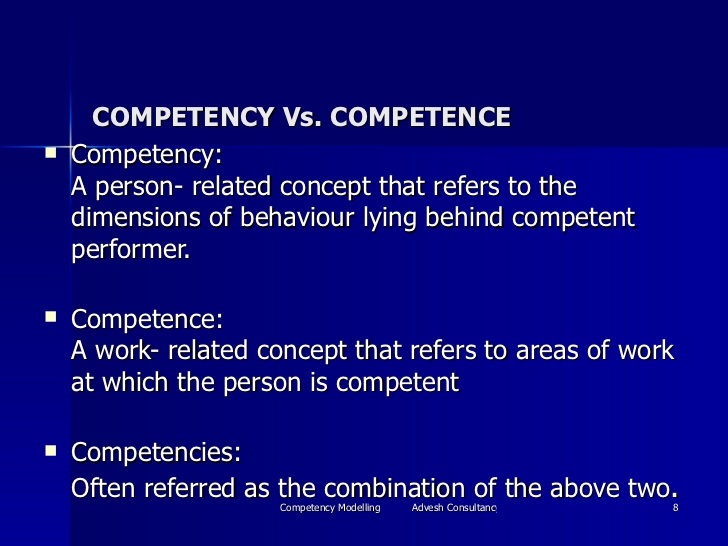 COMPETENCY Vs. COMPETENCE
Competency:
A person- related concept that refers to the
dimensions of behaviour lying behind competent
performer.
Competence:
A work- related concept that refers to areas of work
at which the person is competent
Competencies:
Often referred as the combination of the above two.
Competency Modelling Advesh Consultancy 8